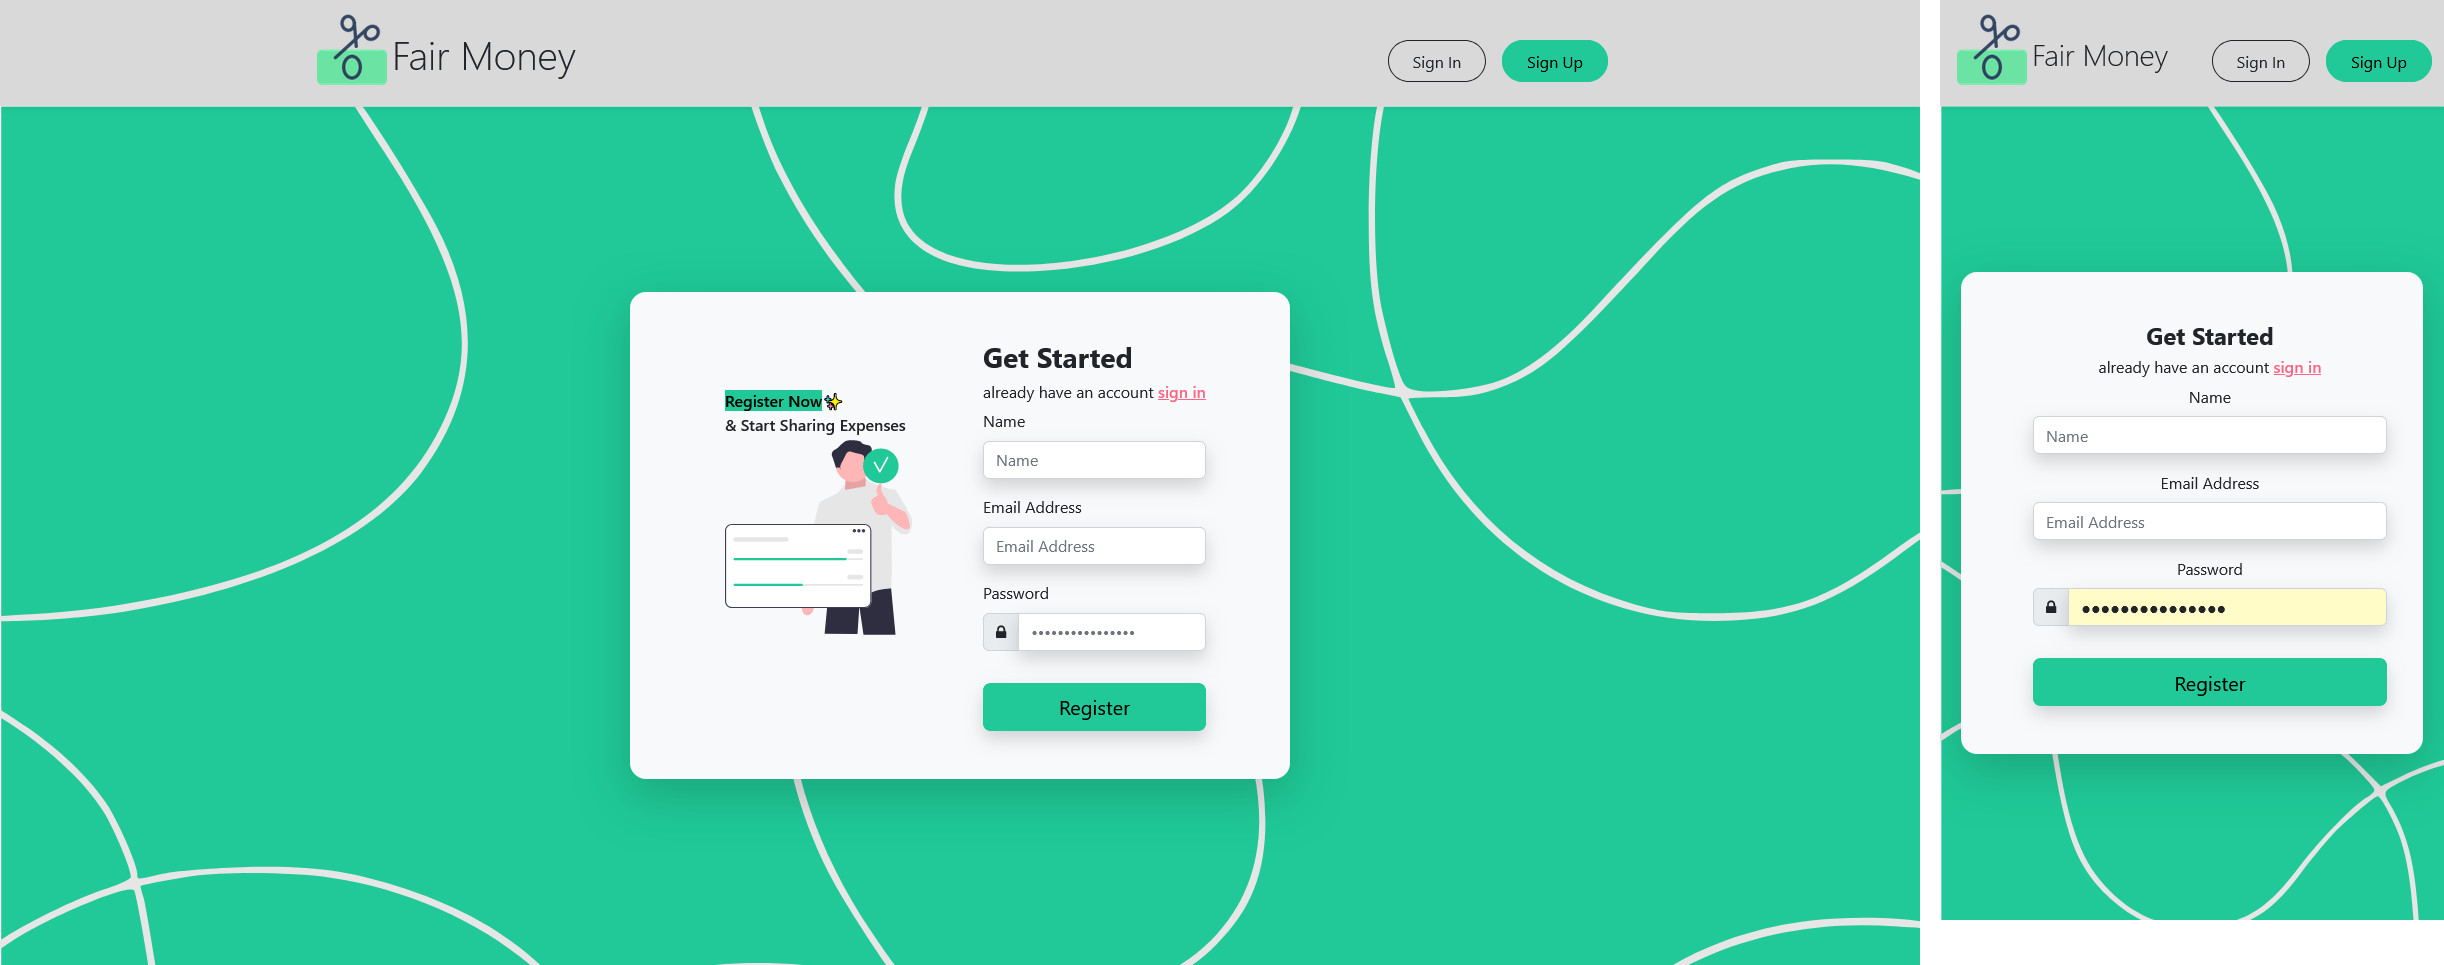 Fair Money
Sign In
Sign Up
Register Now✨
& Start Sharing Expenses
Get Started
already have an account sign in
Name
Name
Email Address
Email Address
Password
•••••••••••••••
Register
Fair Money
Sign In
Sign Up
Get Started
already have an account sign in
Name
Name
Email Address
Email Address
Password
•••••••••••••••
Register